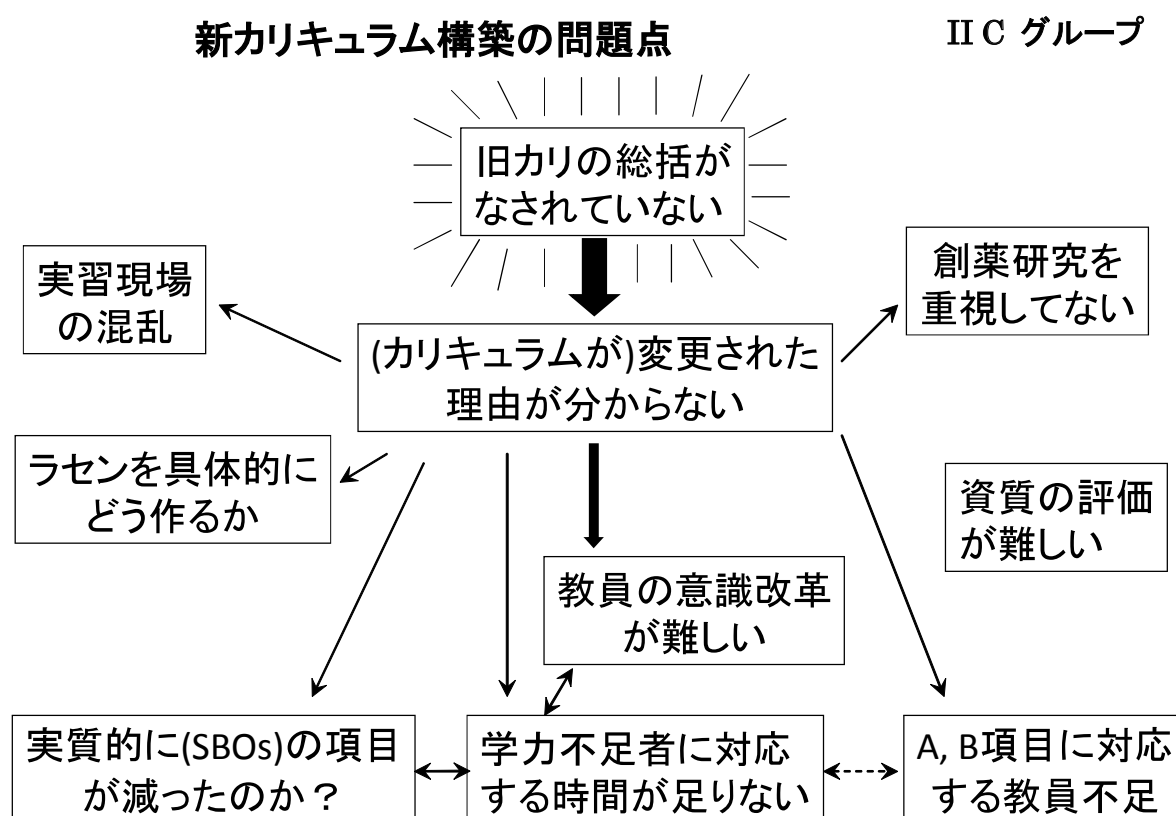 新カリキュラム構築の問題点
II C グループ
旧カリの総括が
なされていない
実習現場
の混乱
創薬研究を
重視してない
(カリキュラムが)変更された
理由が分からない
ラセンを具体的に
どう作るか
資質の評価
が難しい
教員の意識改革
が難しい
実質的に(SBOs)の項目
が減ったのか？
学力不足者に対応
する時間が足りない
A, B項目に対応
する教員不足